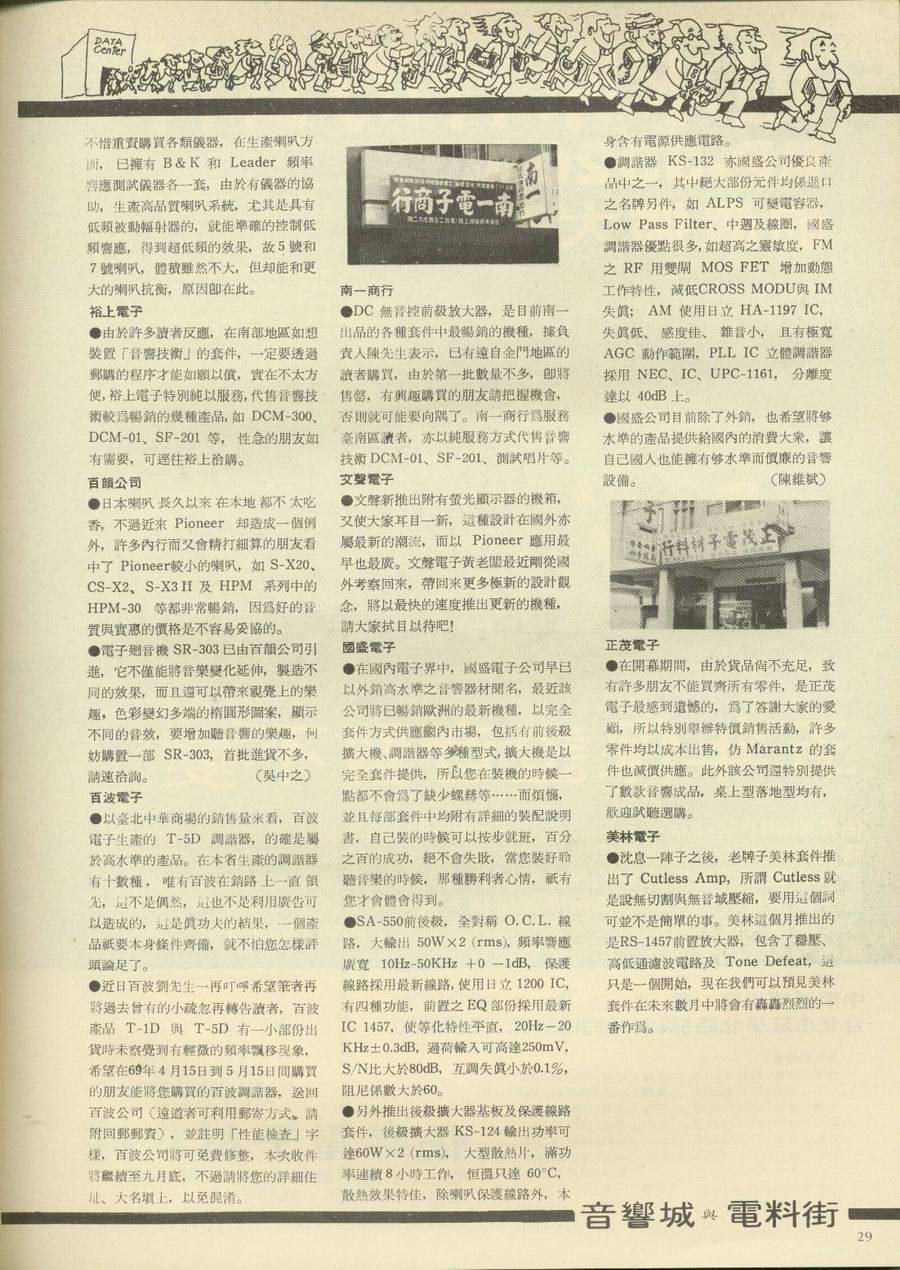 DATA
Center
不惜重資購買各類儀器，在生產喇叭方
面，已擁有 B & K 和 Leader 頻率
響應測試儀器各一套，由於有儀器的協
助，生產高品質喇叭系統，尤其是具有
低頻被動輻射器的，就能準確的控制低
頻響應，得到超低頻的效果，故5號和
7號喇叭，體積雖然不大，但却能和更
大的喇叭抗衡，原因卽在此。
裕上電子
●由於許多讀者反應，在南部地區如想
裝置「音響技術」的套件，一定要透過
郵購的程序才能如願以償，實在不太方
便，裕上電子特別純以服務，代售音響技
術較爲暢銷的幾種產品，如 DCM-300、
DCM-01、SF-201 等，性急的朋友如
有需要，可逕往裕上洽購。
百韻公司
●日本喇叭長久以來在本地都不太吃
香，不過近來 Pioneer 却造成一個例
外，許多內行而又會精打細算的朋友看
中了 Pioneer較小的喇叭，如 S-X20、
CS-X2、S-X3 II 及 HPM 系列中的
HPM-30 等都非常暢銷，因爲好的音
質與實惠的價格是不容易妥協的。
●電子廻音機 SR-303 已由百韻公司引
進，它不僅能將音樂變化延伸，製造不
同的效果，而且還可以帶來視覺上的樂
趣，色彩變幻多端的楕圓形圖案，顯示
不同的音效，要增加聽音響的樂趣，何
妨購置一部 SR-303，首批進貨不多，
請速洽詢。 （吳中之）
百波電子
●以臺北中華商場的銷售量來看，百波
電子生產的 T-5D 調諧器，的確是屬
於高水準的產品。在本省生產的調諧器
有十數種，唯有百波在銷路上一直領
先，這不是偶然，這也不是利用廣告可
以造成的，這是眞功夫的結果，一個產
品祇要本身條件齊備，就不怕您怎樣評
頭論足了。
●近日百波劉先生一再叮嚀希望筆者再
將過去曾有的小疏忽再轉告讀者，百波
產品 T-1D 與 T-5D 有一小部份出
貨時未察覺到有輕微的頻率飄移現象，
希望在69年4月15日到5月15日間購買
的朋友能將您購買的百波調諧器，送回
百波公司（遠道者可利用郵寄方式，請
附回郵郵資），並註明「性能檢查」字
樣，百波公司將可免費修整，本次收件
將繼續至九月底，不過請將您的詳細住
址、大名塡上，以免混淆。
南一電子商行
南一
南一商行
●DC 無音控前級放大器，是目前南一
出品的各種套件中最暢銷的機種，據負
責人陳先生表示，已有遠自金門地區的
讀者購買，由於第一批數量不多，卽將
售罄，有興趣購買的朋友請把握機會，
否則就可能要向隅了。南一商行爲服務
臺南區讀者，亦以純服務方式代售音響
技術 DCM-01、SF-201、測試唱片等。
文聲電子
●文聲新推出附有螢光顯示器的機箱，
又使大家耳目一新，這種設計在國外亦
屬最新的潮流，而以 Pioneer 應用最
早也最廣。文聲電子黃老闆最近剛從國
外考察回來，帶回來更多極新的設計觀
念，將以最快的速度推出更新的機種，
請大家拭目以待吧！
國盛電子
●在國內電子界中，國盛電子公司早已
以外銷高水準之音響器材聞名，最近該
公司將已暢銷歐洲的最新機種，以完全
套件方式供應國內市場，包括有前後級
擴大機、調諧器等多種型式，擴大機是以
完全套件提供，所以您在裝機的時候一
點都不會爲了缺少螺絲等……而煩惱，
並且每部套件中均附有詳細的裝配說明
書，自己裝的時候可以按步就班，百分
之百的成功，絕不會失敗，當您裝好聆
聽音樂的時候，那種勝利者心情，祇有
您才會體會得到。
●SA-550前後級，全對稱 O.C.L. 線
路，大輸出 50W×2 (rms)，頻率響應
廣寬 10Hz-50KHz +0 −1dB，保護
線路採用最新線路，使用日立 1200 IC，
有四種功能，前置之 EQ 部份採用最新
IC 1457，使等化特性平直，20Hz－20
KHz±0.3dB，過荷輸入可高達250mV，
S/N比大於80dB，互調失眞小於0.1%，
阻尼係數大於60。
●另外推出後級擴大器基板及保護線路
套件，後級擴大器 KS-124 輸出功率可
達60W×2 (rms)，大型散熱片，滿功
率連續8小時工作，恒溫只達 60°C，
散熱效果特佳，除喇叭保護線路外，本
身含有電源供應電路。
●調諧器 KS-132 亦國盛公司優良產
品中之一，其中絕大部份元件均係進口
之名牌另件，如 ALPS 可變電容器，
Low Pass Filter、中週及線圈，國盛
調諧器優點很多，如超高之靈敏度，FM
之 RF 用雙閘 MOS FET 增加動態
工作特性，減低CROSS MODU與 IM
失眞；AM 使用日立 HA-1197 IC，
失眞低、感度佳、雜音小，且有極寬
AGC 動作範圍，PLL IC 立體調諧器
採用 NEC、IC、UPC-1161，分離度
達以 40dB 上。
●國盛公司目前除了外銷，也希望將够
水準的產品提供給國內的消費大衆，讓
自己國人也能擁有够水準而價廉的音響
設備。 （陳維斌）
正茂電子材料行
正茂電子
●在開幕期間，由於貨品尙不充足，致
有許多朋友不能買齊所有零件，是正茂
電子最感到遺憾的，爲了答謝大家的愛
顧，所以特別舉辦特價銷售活動，許多
零件均以成本出售，仿 Marantz 的套
件也減價供應。此外該公司還特別提供
了數款音響成品，桌上型落地型均有，
歡迎試聽選購。
美林電子
●沈息一陣子之後，老牌子美林套件推
出了 Cutless Amp，所謂 Cutless 就
是說無切割與無音域壓縮，要用這個詞
可並不是簡單的事。美林這個月推出的
是RS-1457前置放大器，包含了穩壓、
高低通濾波電路及 Tone Defeat，這
只是一個開始，現在我們可以預見美林
套件在未來數月中將會有轟轟烈烈的一
番作爲。
音響城與電料街
29